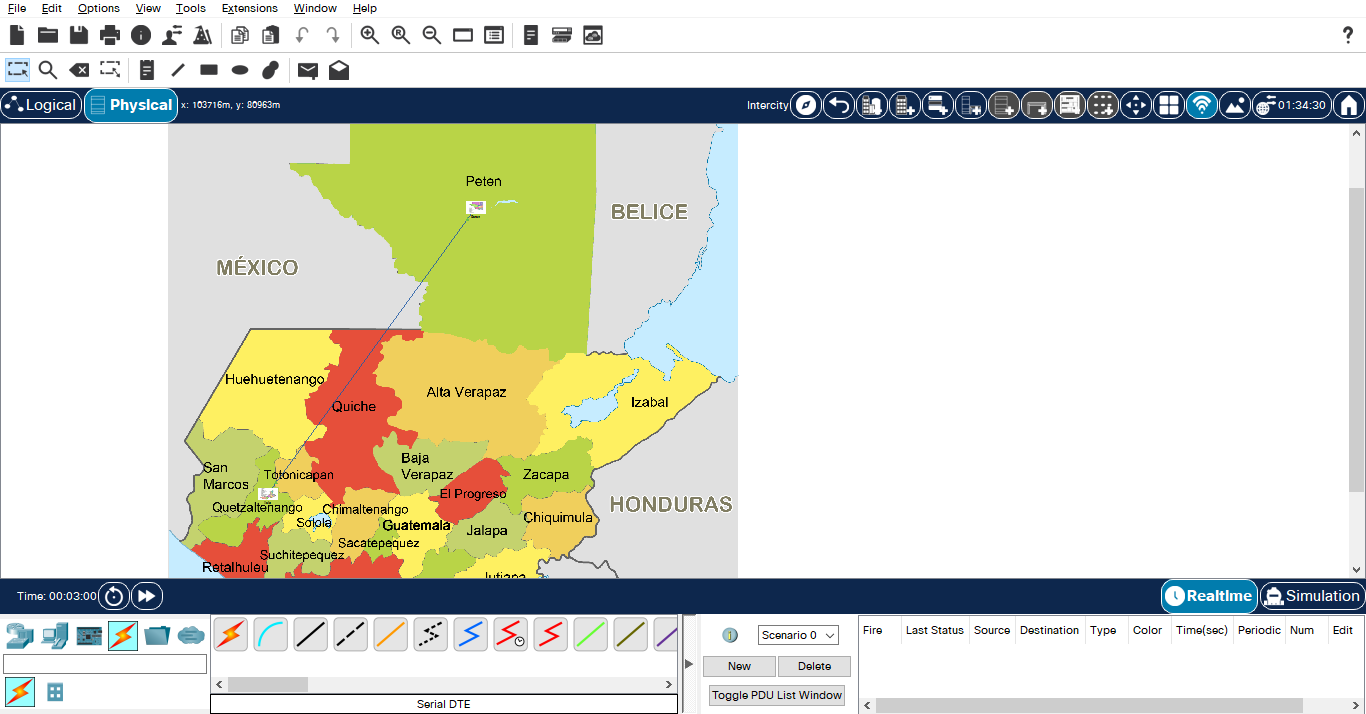 File Edit Options View Tools Extensions Window Help
?
Logical Physical x: 103716m, y: 80963m Intercity 01:34:30
Peten
BELICE
MÉXICO
Huehuetenango
Alta Verapaz
Quiche
Izabal
Baja
Verapaz
San
Marcos
Totonicapan
Zacapa
El Progreso
Quetzaltenango
Chimaltenango
HONDURAS
Solola
Guatemala
Chiquimula
Jalapa
Sacatepequez
Suchitepequez
Retalhuleu
Jutiapa
Time: 00:03:00 Realtime Simulation
Scenario 0
Fire Last Status Source Destination Type Color Time(sec) Periodic Num Edit
New Delete
Toggle PDU List Window
Serial DTE